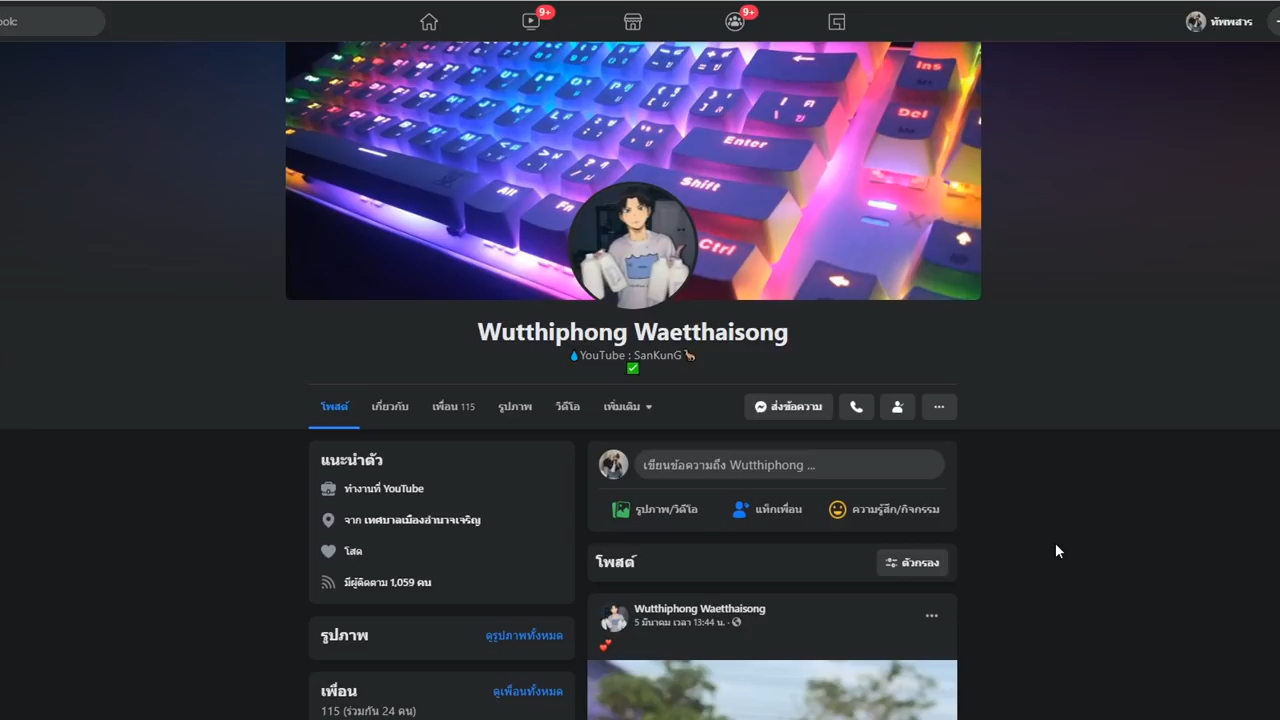 ook:
9+
9+
ทัพพสาร
Ins
Del
Enter
Shift
Alt
Fn
Ctrl
Wutthiphong Waetthaisong
💧YouTube : SanKunG🦕
✅
โพสต์
เกี่ยวกับ
เพื่อน 115
รูปภาพ
วิดีโอ
เพิ่มเติม
ส่งข้อความ
แนะนำตัว
ทำงานที่ YouTube
จาก เทศบาลเมืองอำนาจเจริญ
โสด
มีผู้ติดตาม 1,059 คน
รูปภาพ
ดูรูปภาพทั้งหมด
เพื่อน
ดูเพื่อนทั้งหมด
115 (ร่วมกัน 24 คน)
เขียนข้อความถึง Wutthiphong ...
รูปภาพ/วิดีโอ
แท็กเพื่อน
ความรู้สึก/กิจกรรม
โพสต์
ตัวกรอง
Wutthiphong Waetthaisong
5 มีนาคม เวลา 13:44 น. ·
💕